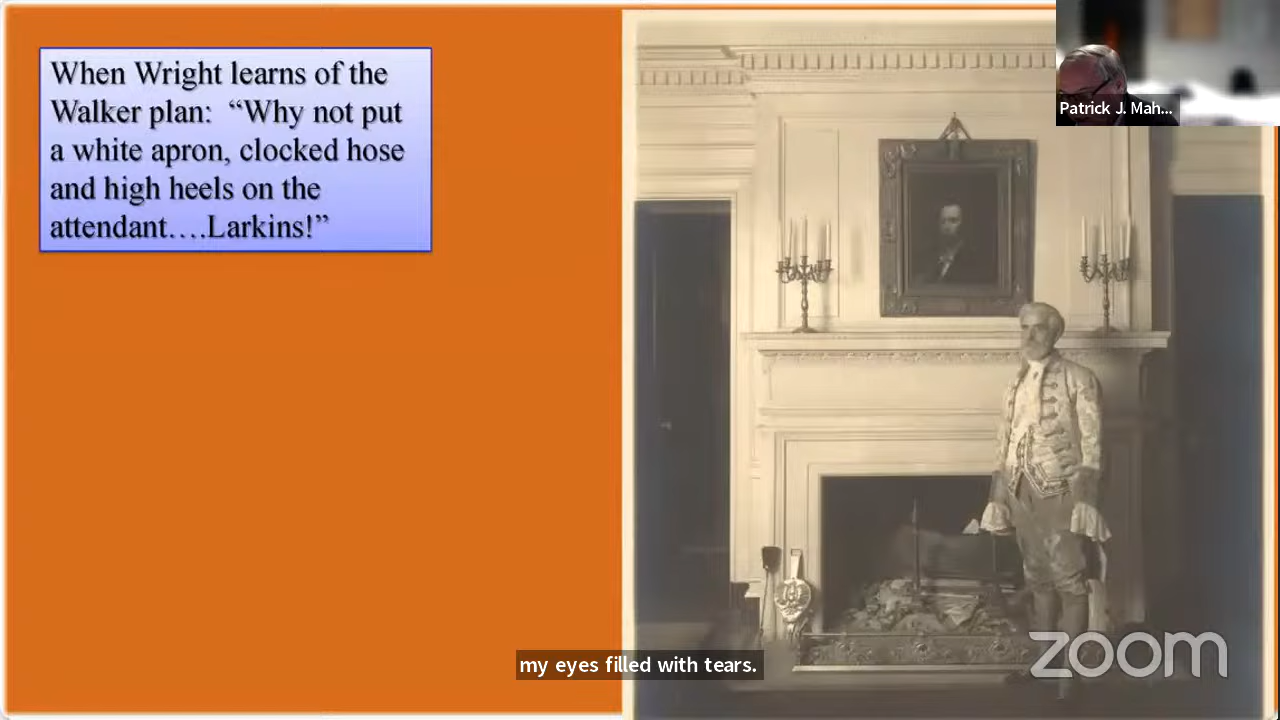 When Wright learns of the
Walker plan: “Why not put
a white apron, clocked hose
and high heels on the
attendant….Larkins!”
Patrick J. Mah...
my eyes filled with tears.
zoom